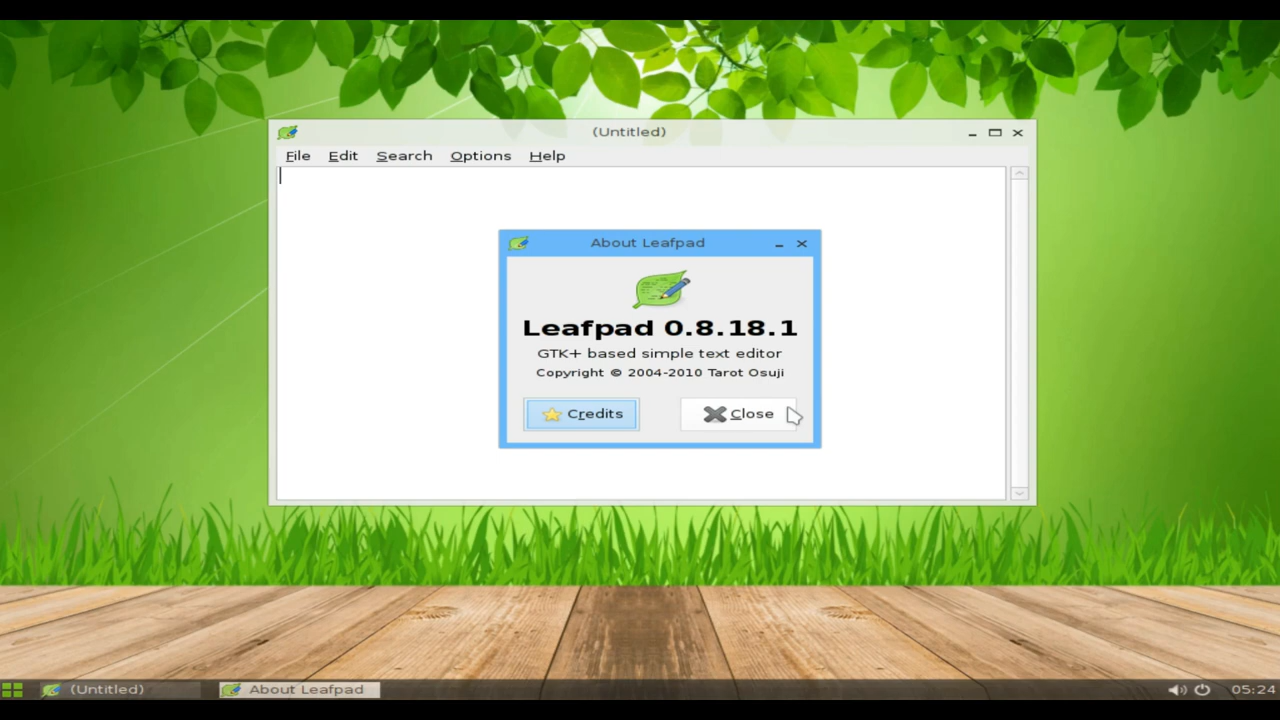 (Untitled)
File Edit Search Options Help
About Leafpad
Leafpad 0.8.18.1
GTK+ based simple text editor
Copyright © 2004-2010 Tarot Osuji
Credits Close
(Untitled) About Leafpad 05:24